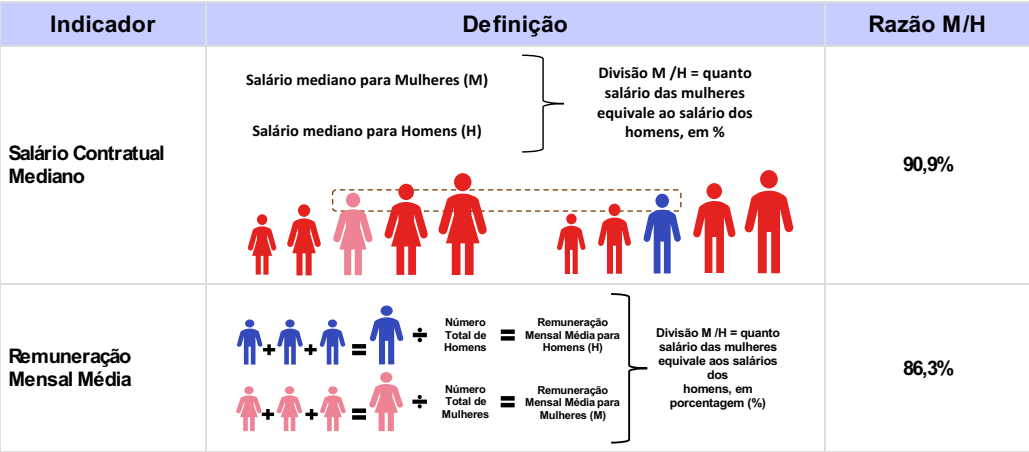 Indicador
Definição
Razão M/H
Salário Contratual
Mediano
Salário mediano para Mulheres (M)
Salário mediano para Homens (H)
Divisão M /H = quanto
salário das mulheres
equivale ao salário dos
homens, em %
90,9%
Remuneração
Mensal Média
+ + = ÷
Número
Total de
Homens
=
Remuneração
Mensal Média para
Homens (H)
+ + = ÷
Número
Total de
Mulheres
=
Remuneração
Mensal Média para
Mulheres (M)
Divisão M /H = quanto
salário das mulheres
equivale aos salários
dos
homens, em
porcentagem (%)
86,3%